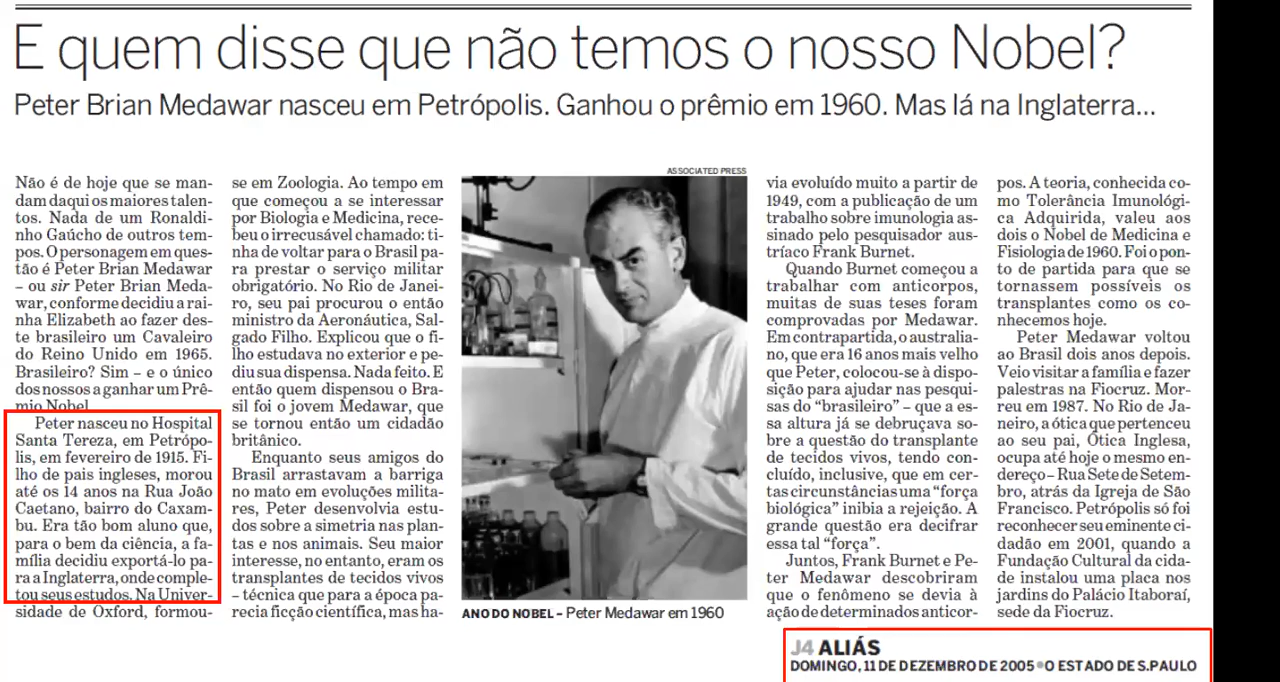 E quem disse que não temos o nosso Nobel?
Peter Brian Medawar nasceu em Petrópolis. Ganhou o prêmio em 1960. Mas lá na Inglaterra...
Não é de hoje que se man-
dam daqui os maiores talen-
tos. Nada de um Ronaldi-
nho Gaúcho de outros tem-
pos. O personagem em ques-
tão é Peter Brian Medawar
– ou sir Peter Brian Meda-
war, conforme decidiu a rai-
nha Elizabeth ao fazer des-
te brasileiro um Cavaleiro
do Reino Unido em 1965.
Brasileiro? Sim – e o único
dos nossos a ganhar um Prê-
mio Nobel.
Peter nasceu no Hospital
Santa Tereza, em Petrópo-
lis, em fevereiro de 1915. Fi-
lho de pais ingleses, morou
até os 14 anos na Rua João
Caetano, bairro do Caxam-
bu. Era tão bom aluno que,
para o bem da ciência, a fa-
mília decidiu exportá-lo pa-
ra a Inglaterra, onde comple-
tou seus estudos. Na Univer-
sidade de Oxford, formou-
se em Zoologia. Ao tempo em
que começou a se interessar
por Biologia e Medicina, rece-
beu o irrecusável chamado: ti-
nha de voltar para o Brasil pa-
ra prestar o serviço militar
obrigatório. No Rio de Janei-
ro, seu pai procurou o então
ministro da Aeronáutica, Sal-
gado Filho. Explicou que o fi-
lho estudava no exterior e pe-
diu sua dispensa. Nada feito. E
então quem dispensou o Bra-
sil foi o jovem Medawar, que
se tornou então um cidadão
britânico.
Enquanto seus amigos do
Brasil arrastavam a barriga
no mato em evoluções milita-
res, Peter desenvolvia estu-
dos sobre a simetria nas plan-
tas e nos animais. Seu maior
interesse, no entanto, eram os
transplantes de tecidos vivos
– técnica que para a época pa-
recia ficção científica, mas ha-
ASSOCIATED PRESS
ANO DO NOBEL – Peter Medawar em 1960
via evoluído muito a partir de
1949, com a publicação de um
trabalho sobre imunologia as-
sinado pelo pesquisador aus-
tríaco Frank Burnet.
Quando Burnet começou a
trabalhar com anticorpos,
muitas de suas teses foram
comprovadas por Medawar.
Em contrapartida, o australia-
no, que era 16 anos mais velho
que Peter, colocou-se à dispo-
sição para ajudar nas pesqui-
sas do “brasileiro” – que a es-
sa altura já se debruçava so-
bre a questão do transplante
de tecidos vivos, tendo con-
cluído, inclusive, que em cer-
tas circunstâncias uma “força
biológica” inibia a rejeição. A
grande questão era decifrar
essa tal “força”.
Juntos, Frank Burnet e Pe-
ter Medawar descobriram
que o fenômeno se devia à
ação de determinados anticor-
pos. A teoria, conhecida co-
mo Tolerância Imunológi-
ca Adquirida, valeu aos
dois o Nobel de Medicina e
Fisiologia de 1960. Foi o pon-
to de partida para que se
tornassem possíveis os
transplantes como os co-
nhecemos hoje.
Peter Medawar voltou
ao Brasil dois anos depois.
Veio visitar a família e fazer
palestras na Fiocruz. Mor-
reu em 1987. No Rio de Ja-
neiro, a ótica que pertenceu
ao seu pai, Ótica Inglesa,
ocupa até hoje o mesmo en-
dereço – Rua Sete de Setem-
bro, atrás da Igreja de São
Francisco. Petrópolis só foi
reconhecer seu eminente ci-
dadão em 2001, quando a
Fundação Cultural da cida-
de instalou uma placa nos
jardins do Palácio Itaboraí,
sede da Fiocruz.
J4 ALIÁS
DOMINGO, 11 DE DEZEMBRO DE 2005 • O ESTADO DE S.PAULO